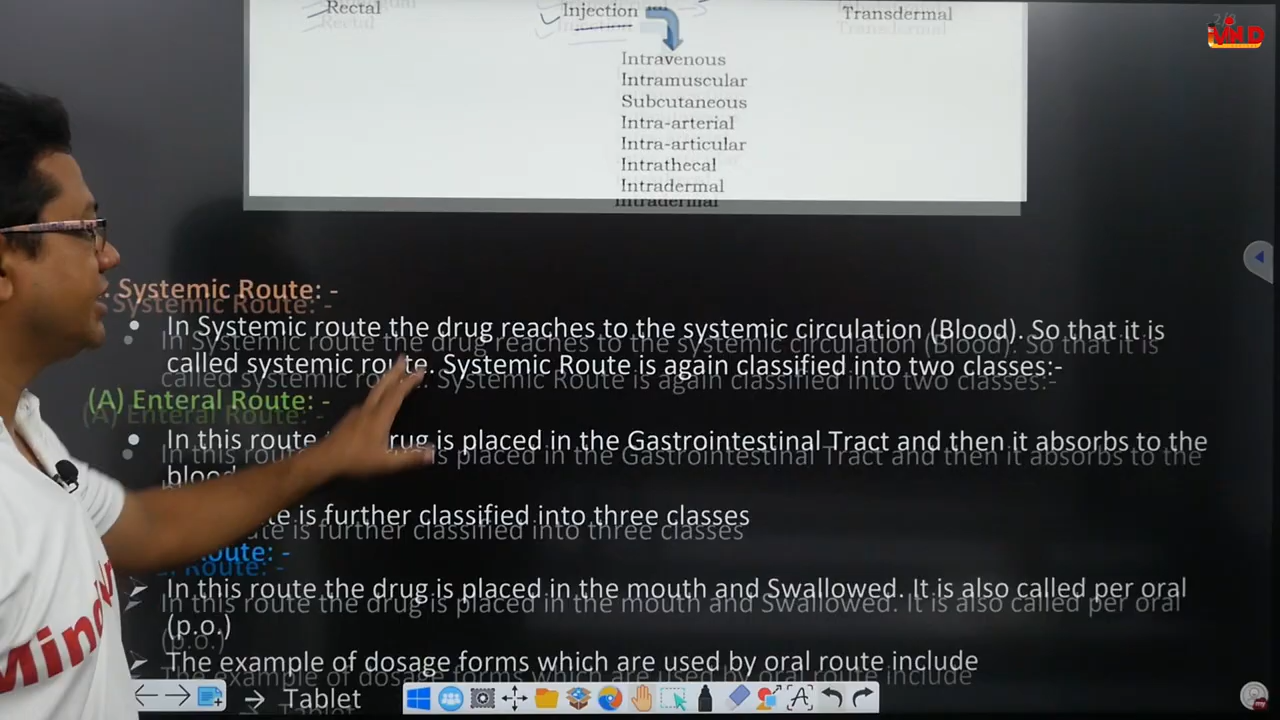 Rectal Injection Transdermal
Intravenous
Intramuscular
Subcutaneous
Intra-arterial
Intra-articular
Intrathecal
Intradermal
Systemic Route: -
In Systemic route the drug reaches to the systemic circulation (Blood). So that it is
called systemic route. Systemic Route is again classified into two classes:-
(A) Enteral Route: -
In this route drug is placed in the Gastrointestinal Tract and then it absorbs to the
blood
is further classified into three classes
Route: -
In this route the drug is placed in the mouth and Swallowed. It is also called per oral
(p.o.)
The example of dosage forms which are used by oral route include
→ Tablet